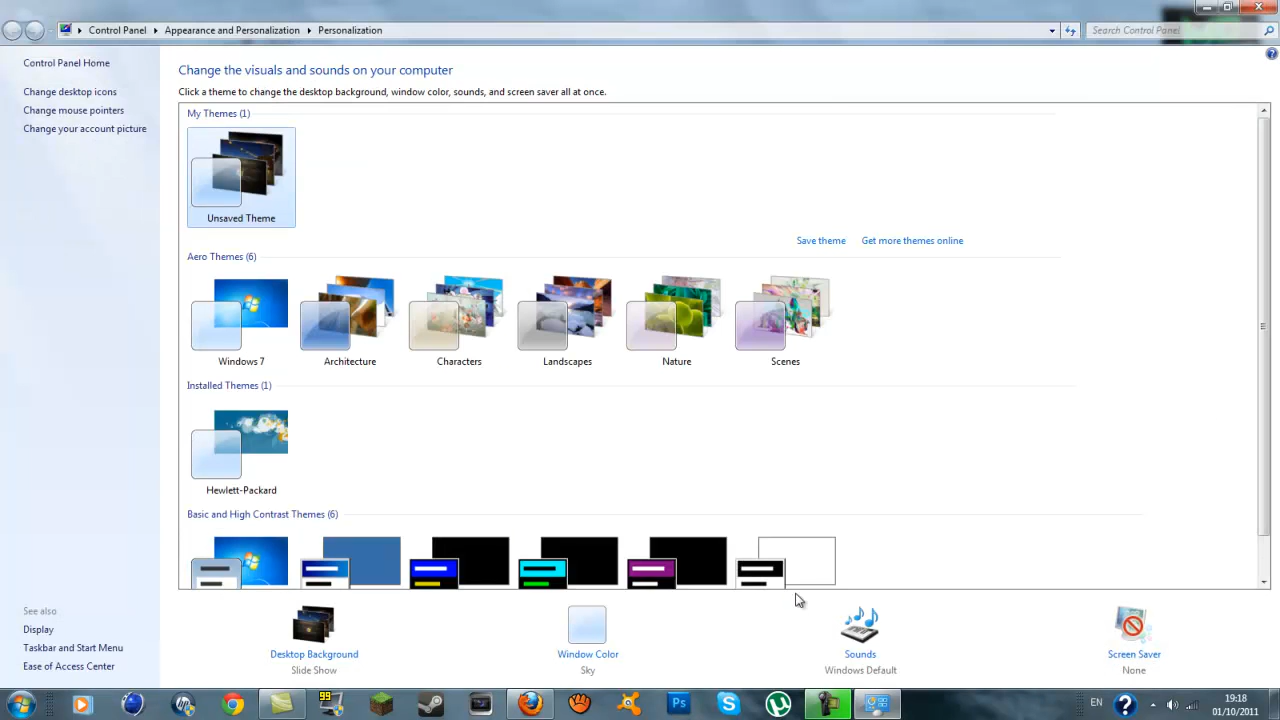 Control Panel
Appearance and Personalization
Personalization
Search Control Panel
Control Panel Home
Change desktop icons
Change mouse pointers
Change your account picture
Change the visuals and sounds on your computer
Click a theme to change the desktop background, window color, sounds, and screen saver all at once.
My Themes (1)
Unsaved Theme
Save theme
Get more themes online
Aero Themes (6)
Windows 7
Architecture
Characters
Landscapes
Nature
Scenes
Installed Themes (1)
Hewlett-Packard
Basic and High Contrast Themes (6)
See also
Display
Taskbar and Start Menu
Ease of Access Center
Desktop Background
Slide Show
Window Color
Sky
Sounds
Windows Default
Screen Saver
None
99
Ps
EN
19:18
01/10/2011